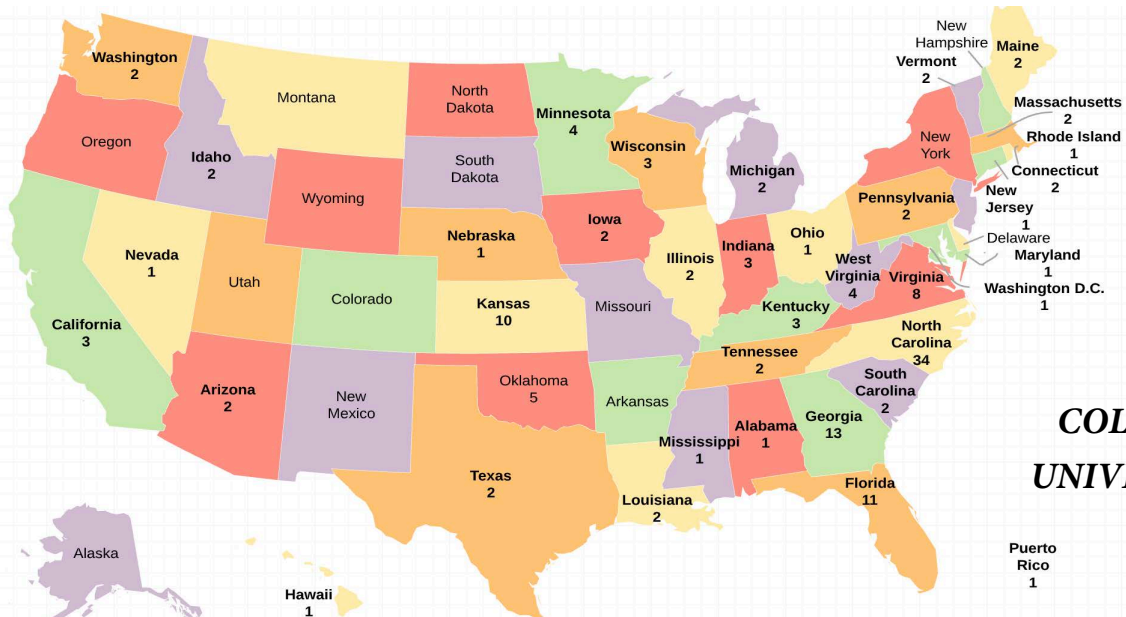 New
Hampshire
Maine
2
Vermont
2
Washington
2
Montana
North
Dakota
Minnesota
4
Massachusetts
2
Rhode Island
1
Connecticut
2
Oregon
Idaho
2
South
Dakota
Wisconsin
3
Michigan
2
New
York
Wyoming
Pennsylvania
2
New
Jersey
1
Iowa
2
Nebraska
1
Illinois
2
Indiana
3
Ohio
1
Delaware
Maryland
1
Washington D.C.
1
Nevada
1
Utah
Colorado
Kansas
10
Missouri
West
Virginia
4
Virginia
8
Kentucky
3
California
3
North
Carolina
34
Tennessee
2
Arizona
2
New
Mexico
Oklahoma
5
Arkansas
South
Carolina
2
Georgia
13
Mississippi
1
Alabama
1
COL
UNIV
Texas
2
Louisiana
2
Florida
11
Alaska
Puerto
Rico
1
Hawaii
1